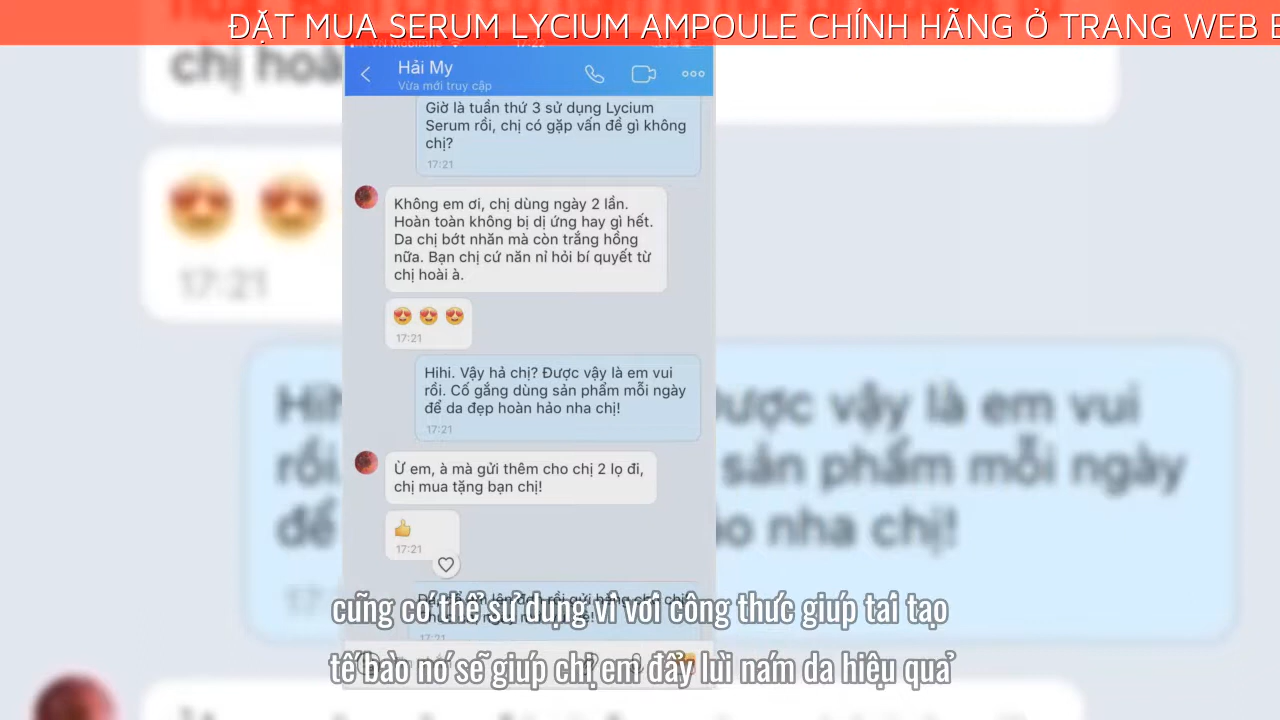 ĐẶT MUA SERUM LYCIUM AMPOULE CHÍNH HÃNG Ở TRANG WEB
17:22
Hải My
Vừa mới truy cập
Giờ là tuần thứ 3 sử dụng Lycium
Serum rồi, chị có gặp vấn đề gì không
chị?
17:21
Không em ơi, chị dùng ngày 2 lần.
Hoàn toàn không bị dị ứng hay gì hết.
Da chị bớt nhăn mà còn trắng hồng
nữa. Bạn chị cứ năn nỉ hỏi bí quyết từ
chị hoài à.
😍 😍 😍
17:21
Hihi. Vậy hả chị? Được vậy là em vui
rồi. Cố gắng dùng sản phẩm mỗi ngày
để da đẹp hoàn hảo nha chị!
17:21
Ừ em, à mà gửi thêm cho chị 2 lọ đi,
chị mua tặng bạn chị!
👍
17:21
17:21
cũng có thể sử dụng vì với công thức giúp tái tạo
tế bào nó sẽ giúp chị em đẩy lùi nám da hiệu quả